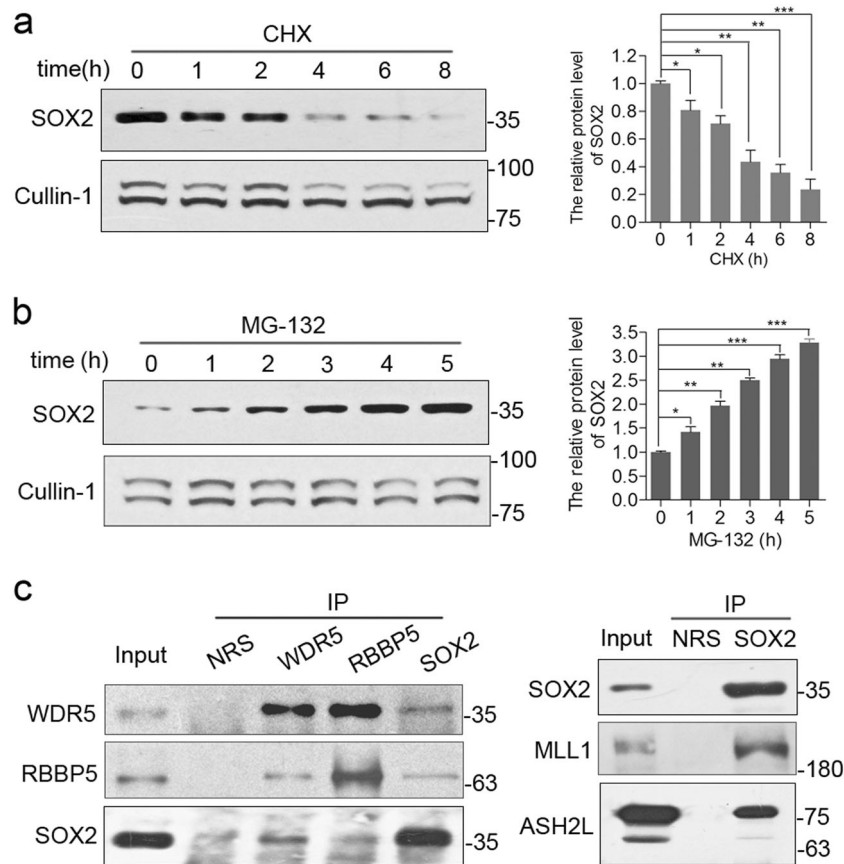 a
CHX
time(h) 0 1 2 4 6 8
SOX2
-35
Cullin-1
-100
-75
***
**
**
*
*
The relative protein level
of SOX2
1.2
1.0
0.8
0.6
0.4
0.2
0.0
0 1 2 4 6 8
CHX (h)
b
MG-132
time (h) 0 1 2 3 4 5
SOX2
-35
Cullin-1
-100
-75
***
***
**
**
*
The relative protein level
of SOX2
3.5
3.0
2.5
2.0
1.5
1.0
0.5
0.0
0 1 2 3 4 5
MG-132 (h)
c
IP
Input NRS WDR5 RBBP5 SOX2
WDR5
-35
RBBP5
-63
SOX2
-35
IP
Input NRS SOX2
SOX2
-35
MLL1
-180
ASH2L
-75
-63